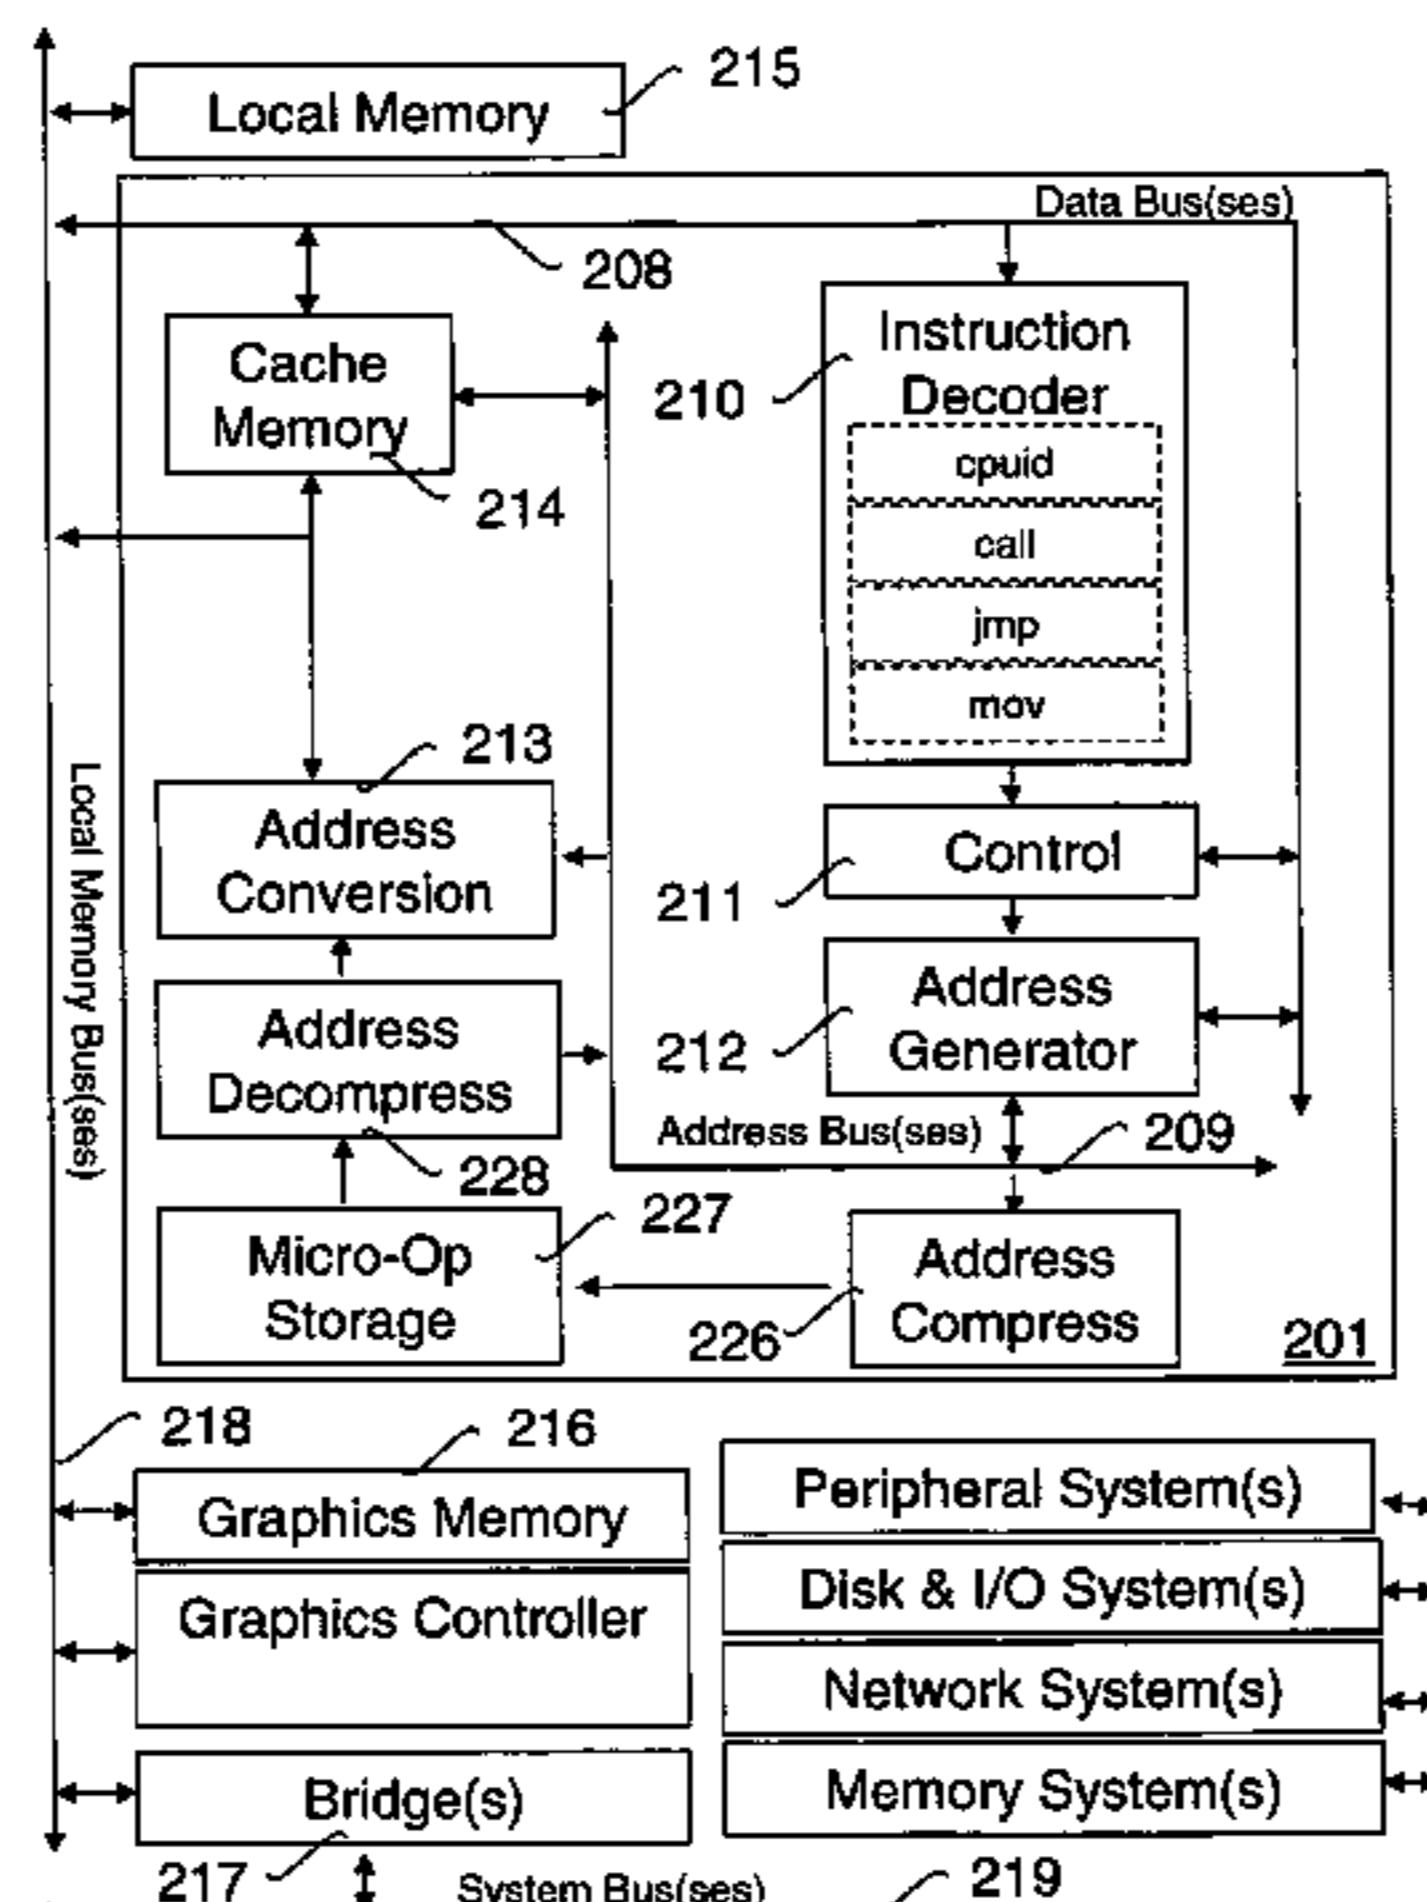 215
Local Memory
Data Bus(ses)
208
Cache
Memory
214
Instruction
Decoder
210
cpuid
call
jmp
mov
213
Address
Conversion
Control
211
Address
Generator
212
Address
Decompress
228
Address Bus(ses)
209
Local Memory Bus(ses)
227
Micro-Op
Storage
Address
Compress
226
201
218
216
Graphics Memory
Graphics Controller
Bridge(s)
217
Peripheral System(s)
Disk & I/O System(s)
Network System(s)
Memory System(s)
System Bus(ses)
219